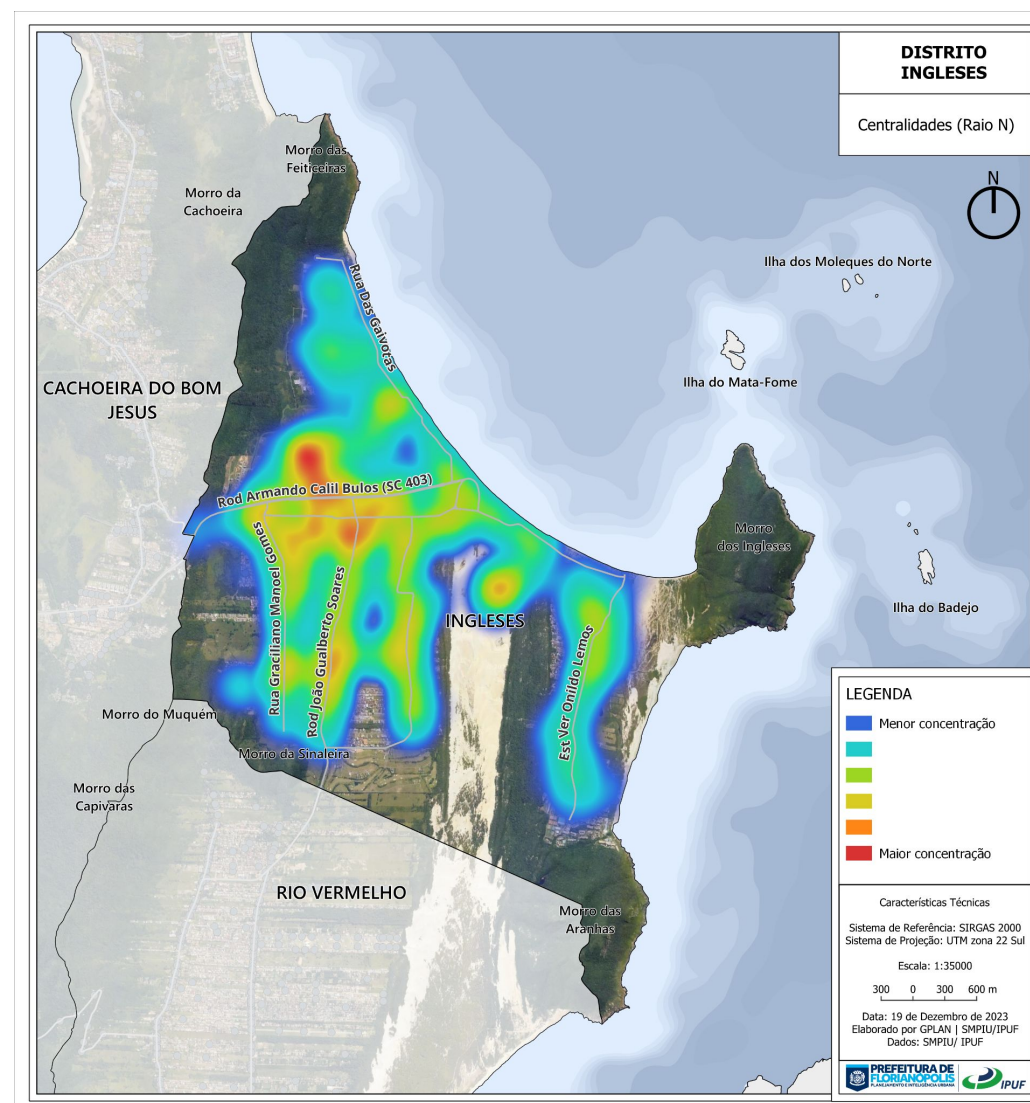 DISTRITO
INGLESES
Centralidades (Raio N)
N
Morro das
Feiticeiras
Morro da
Cachoeira
Rua Das Gaivotas
Ilha dos Moleques do Norte
Ilha do Mata-Fome
CACHOEIRA DO BOM
JESUS
Rod Armando Calil Bulos (SC 403)
Morro
dos Ingleses
Rua Graciliano Manoel Gomes
Rod João Gualberto Soares
INGLESES
Ilha do Badejo
Est Ver Onildo Lemos
Morro do Muquém
Morro da Sinaleira
Morro das
Capivaras
RIO VERMELHO
Morro das
Aranhas
LEGENDA
Menor concentração
Maior concentração
Características Técnicas
Sistema de Referência: SIRGAS 2000
Sistema de Projeção: UTM zona 22 Sul
Escala: 1:35000
300 0 300 600 m
Data: 19 de Dezembro de 2023
Elaborado por GPLAN | SMPIU/IPUF
Dados: SMPIU/ IPUF
PREFEITURA DE
FLORIANÓPOLIS
PLANEJAMENTO E INTELIGÊNCIA URBANA
IPUF